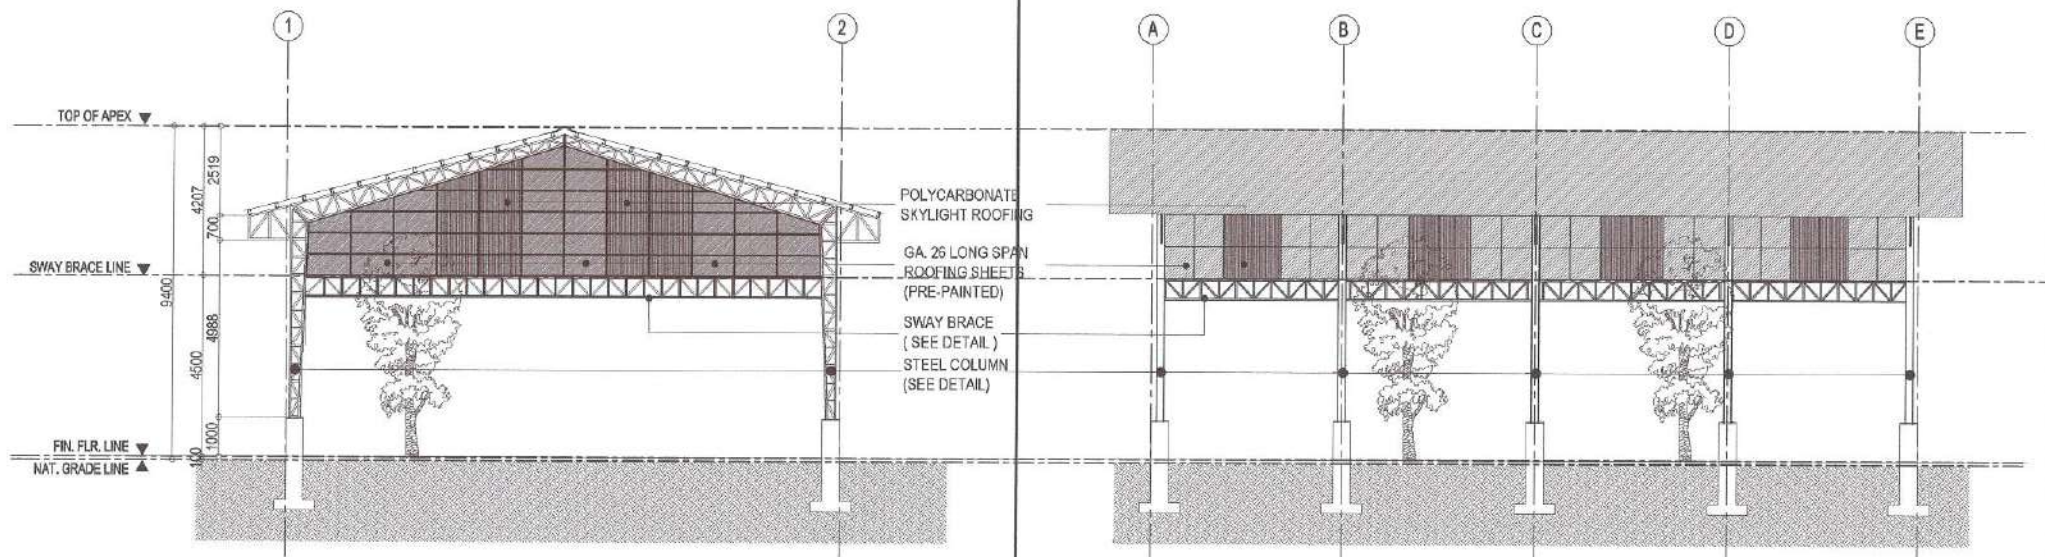 1
2
A
B
C
D
E
TOP OF APEX
2519
4207
700
POLYCARBONATE
SKYLIGHT ROOFING
GA. 26 LONG SPAN
ROOFING SHEETS
(PRE-PAINTED)
SWAY BRACE LINE
9400
4988
4500
SWAY BRACE
( SEE DETAIL )
STEEL COLUMN
(SEE DETAIL)
1000
100
FIN. FLR. LINE
NAT. GRADE LINE